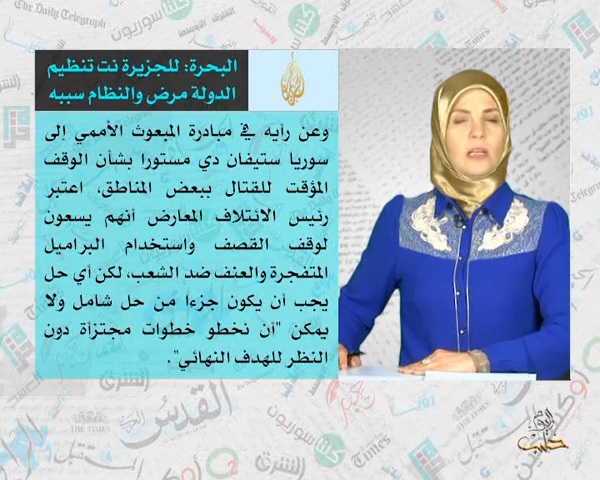 البحرة: للجزيرة نت تنظيم
الدولة مرض والنظام سببه
وعن رأيه في مبادرة المبعوث الأممي إلى
سوريا ستيفان دي مستورا بشأن الوقف
المؤقت للقتال ببعض المناطق، اعتبر
رئيس الائتلاف المعارض أنهم يسعون
لوقف القصف واستخدام البراميل
المتفجرة والعنف ضد الشعب، لكن أي حل
يجب أن يكون جزءا من حل شامل ولا
يمكن "أن نخطو خطوات مجتزأة دون
النظر للهدف النهائي".